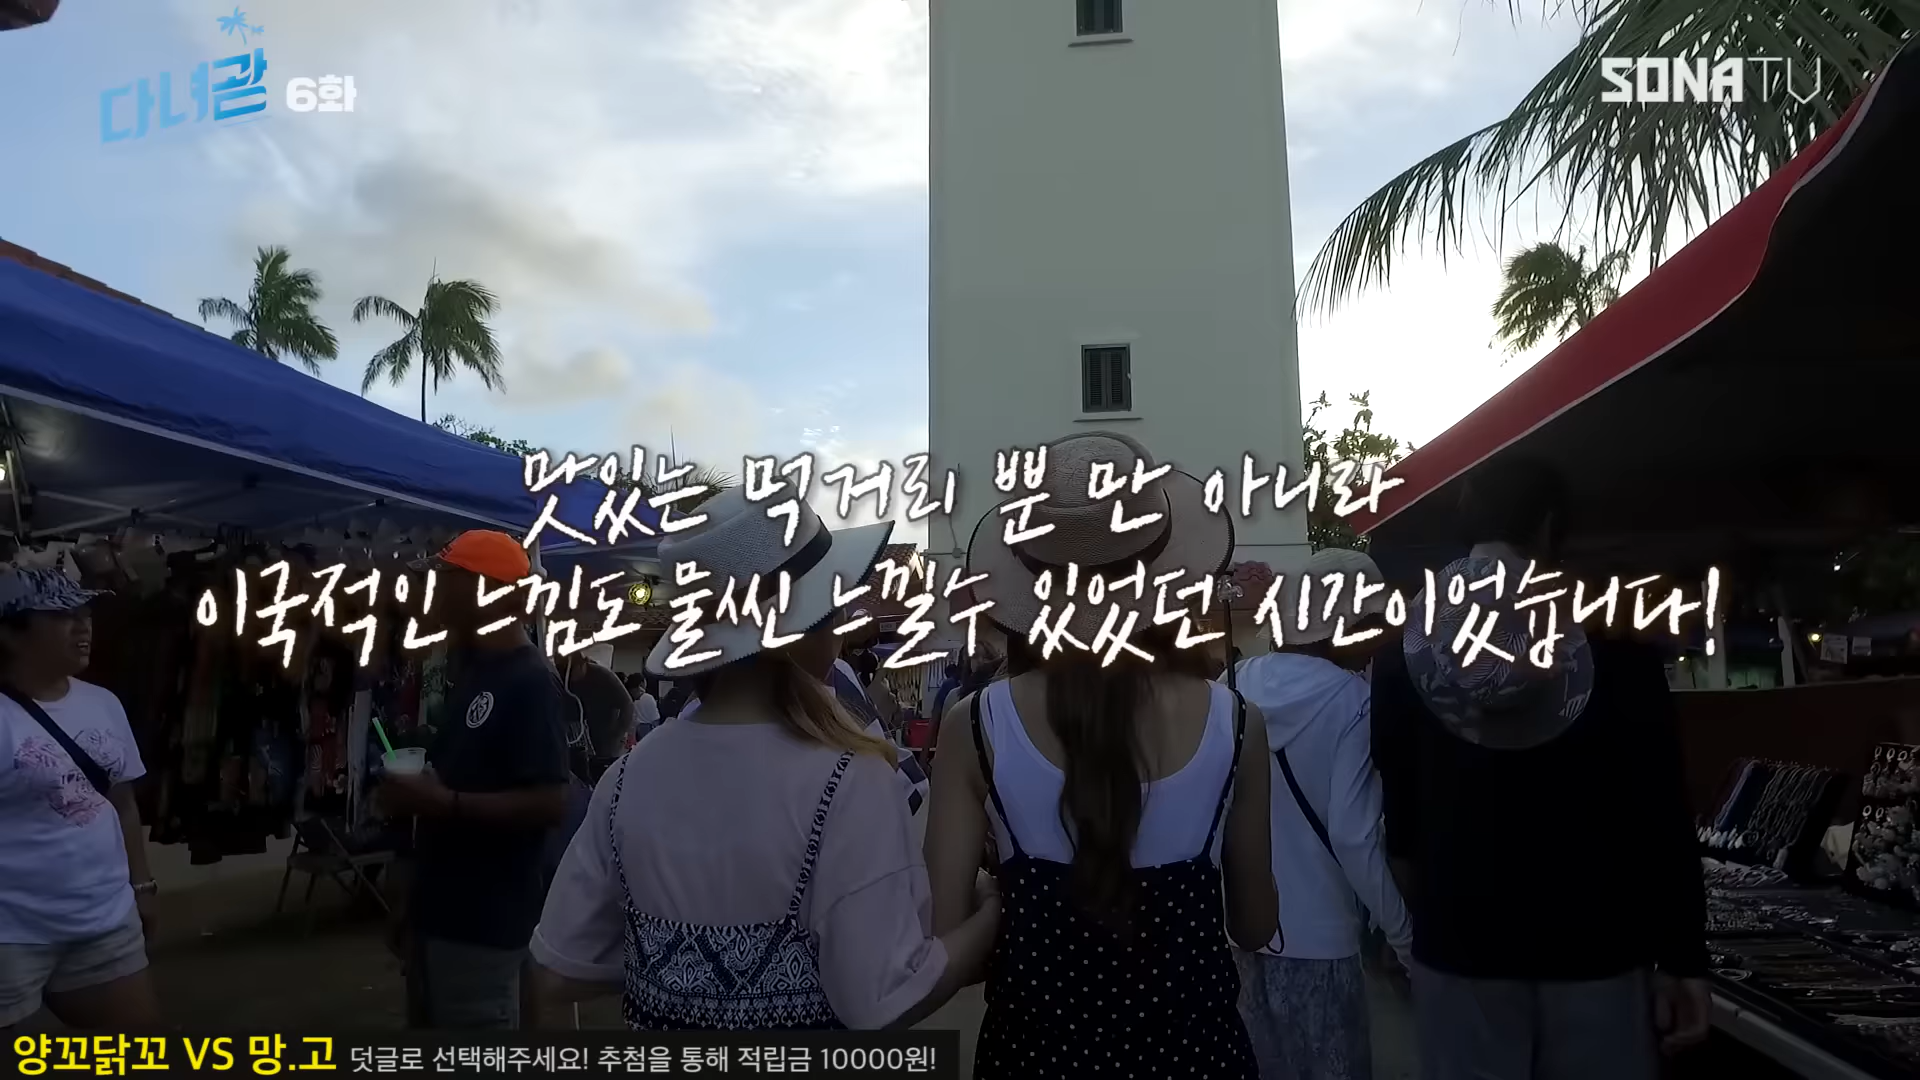 다녀괌 6화
SONATV
맛있는 먹거리 뿐 만 아니라
이국적인 느낌도 물씬 느낄수 있었던 시간이었습니다!
양꼬닭꼬 VS 망.고 덧글로 선택해주세요! 추첨을 통해 적립금 10000원!